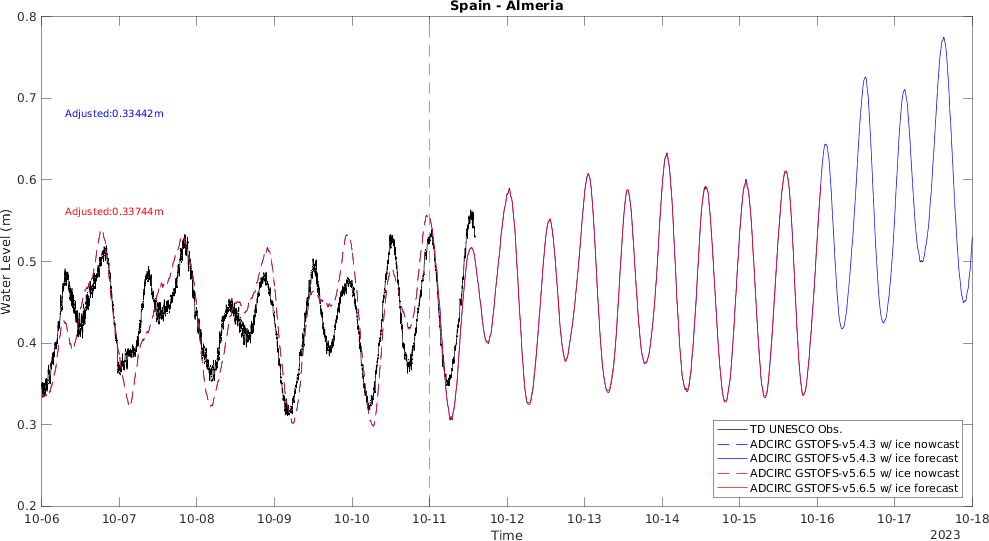 Spain - Almeria
0.8
0.7
0.6
0.5
0.4
0.3
0.2
Water Level (m)
Adjusted:0.33442m
Adjusted:0.33744m
TD UNESCO Obs.
ADCIRC GSTOFS-v5.4.3 w/ ice nowcast
ADCIRC GSTOFS-v5.4.3 w/ ice forecast
ADCIRC GSTOFS-v5.6.5 w/ ice nowcast
ADCIRC GSTOFS-v5.6.5 w/ ice forecast
10-06 10-07 10-08 10-09 10-10 10-11 10-12 10-13 10-14 10-15 10-16 10-17 10-18
Time
2023